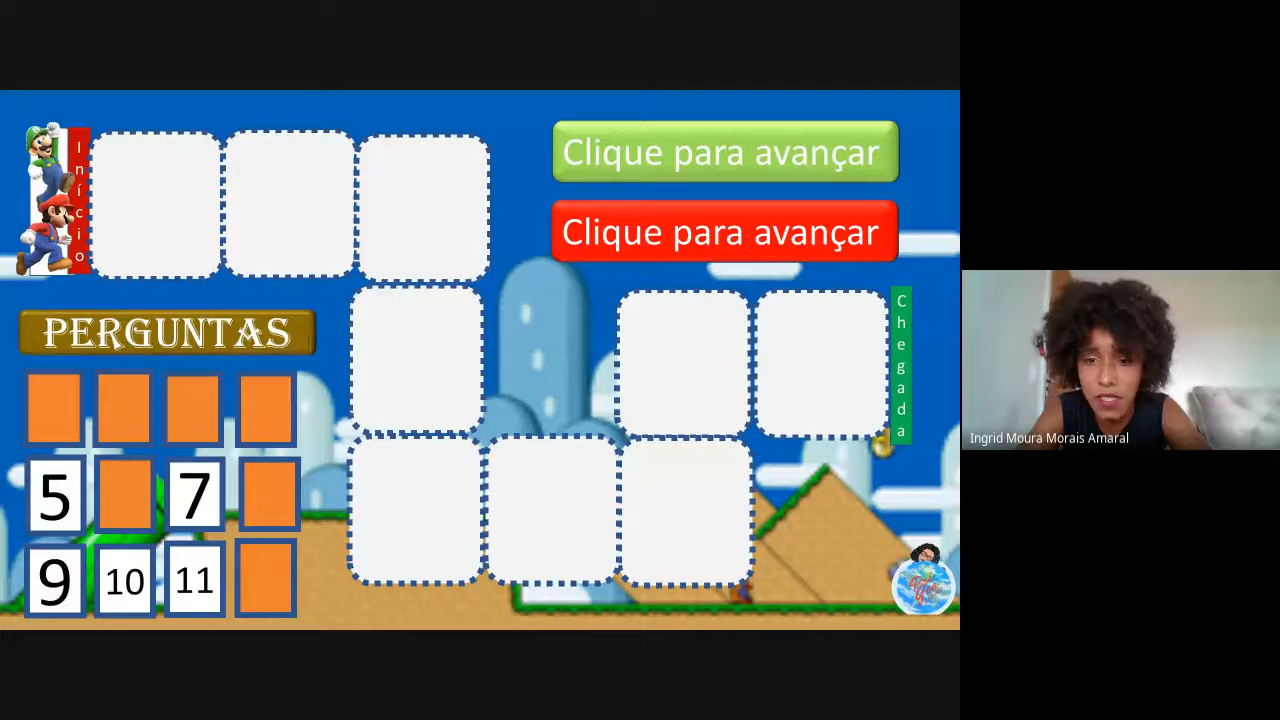 Início
Clique para avançar
Clique para avançar
Chegada
PERGUNTAS
5
7
9
10
11
Ingrid Moura Morais Amaral